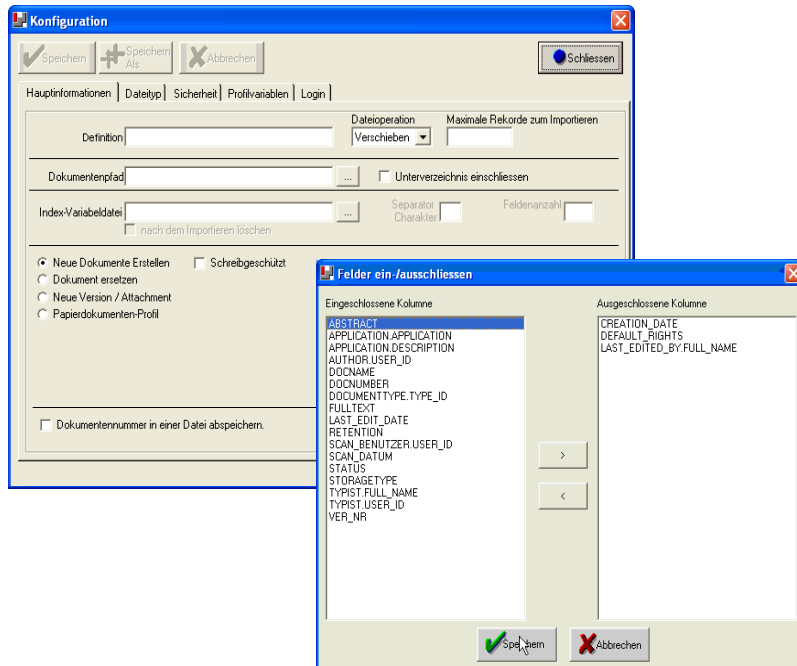 Konfiguration
Speichern
Speichern Als
Abbrechen
Schliessen
Hauptinformationen Dateityp Sicherheit Profilvariablen Login
Dateioperation
Maximale Rekorde zum Importieren
Definition
Verschieben
Dokumentenpfad
...
Unterverzeichnis einschliessen
Index-Variabeldatei
...
Separator Charakter
Feldenanzahl
nach dem Importieren löschen
Neue Dokumente Erstellen
Schreibgeschützt
Dokument ersetzen
Neue Version / Attachment
Papierdokumenten-Profil
Dokumentennummer in einer Datei abspeichern.
Felder ein-/ausschliessen
Eingeschlossene Kolumne
ABSTRACT
APPLICATION.APPLICATION
APPLICATION.DESCRIPTION
AUTHOR.USER_ID
DOCNAME
DOCNUMBER
DOCUMENTTYPE.TYPE_ID
FULLTEXT
LAST_EDIT_DATE
RETENTION
SCAN_BENUTZER.USER_ID
SCAN_DATUM
STATUS
STORAGETYPE
TYPIST.FULL_NAME
TYPIST.USER_ID
VER_NR
>
<
Ausgeschlossene Kolumne
CREATION_DATE
DEFAULT_RIGHTS
LAST_EDITED_BY.FULL_NAME
Speichern
Abbrechen